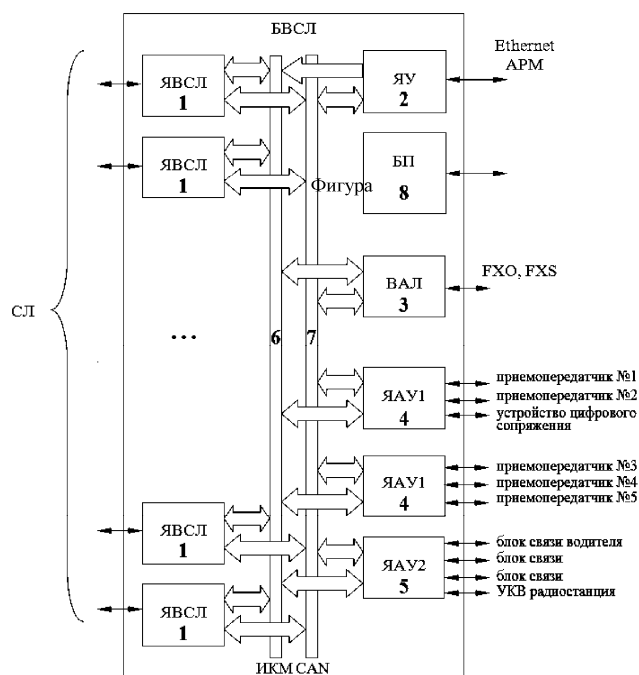 БВСЛ
Ethernet
АРМ
ЯВСЛ
1
ЯУ
2
ЯВСЛ
1
Фигура
БП
8
СЛ
ВАЛ
3
FXO, FXS
...
6
7
ЯАУ1
4
приемопередатчик №1
приемопередатчик №2
устройство цифрового
сопряжения
ЯАУ1
4
приемопередатчик №3
приемопередатчик №4
приемопередатчик №5
ЯВСЛ
1
ЯАУ2
5
блок связи водителя
блок связи
блок связи
УКВ радиостанция
ЯВСЛ
1
ИКМ CAN